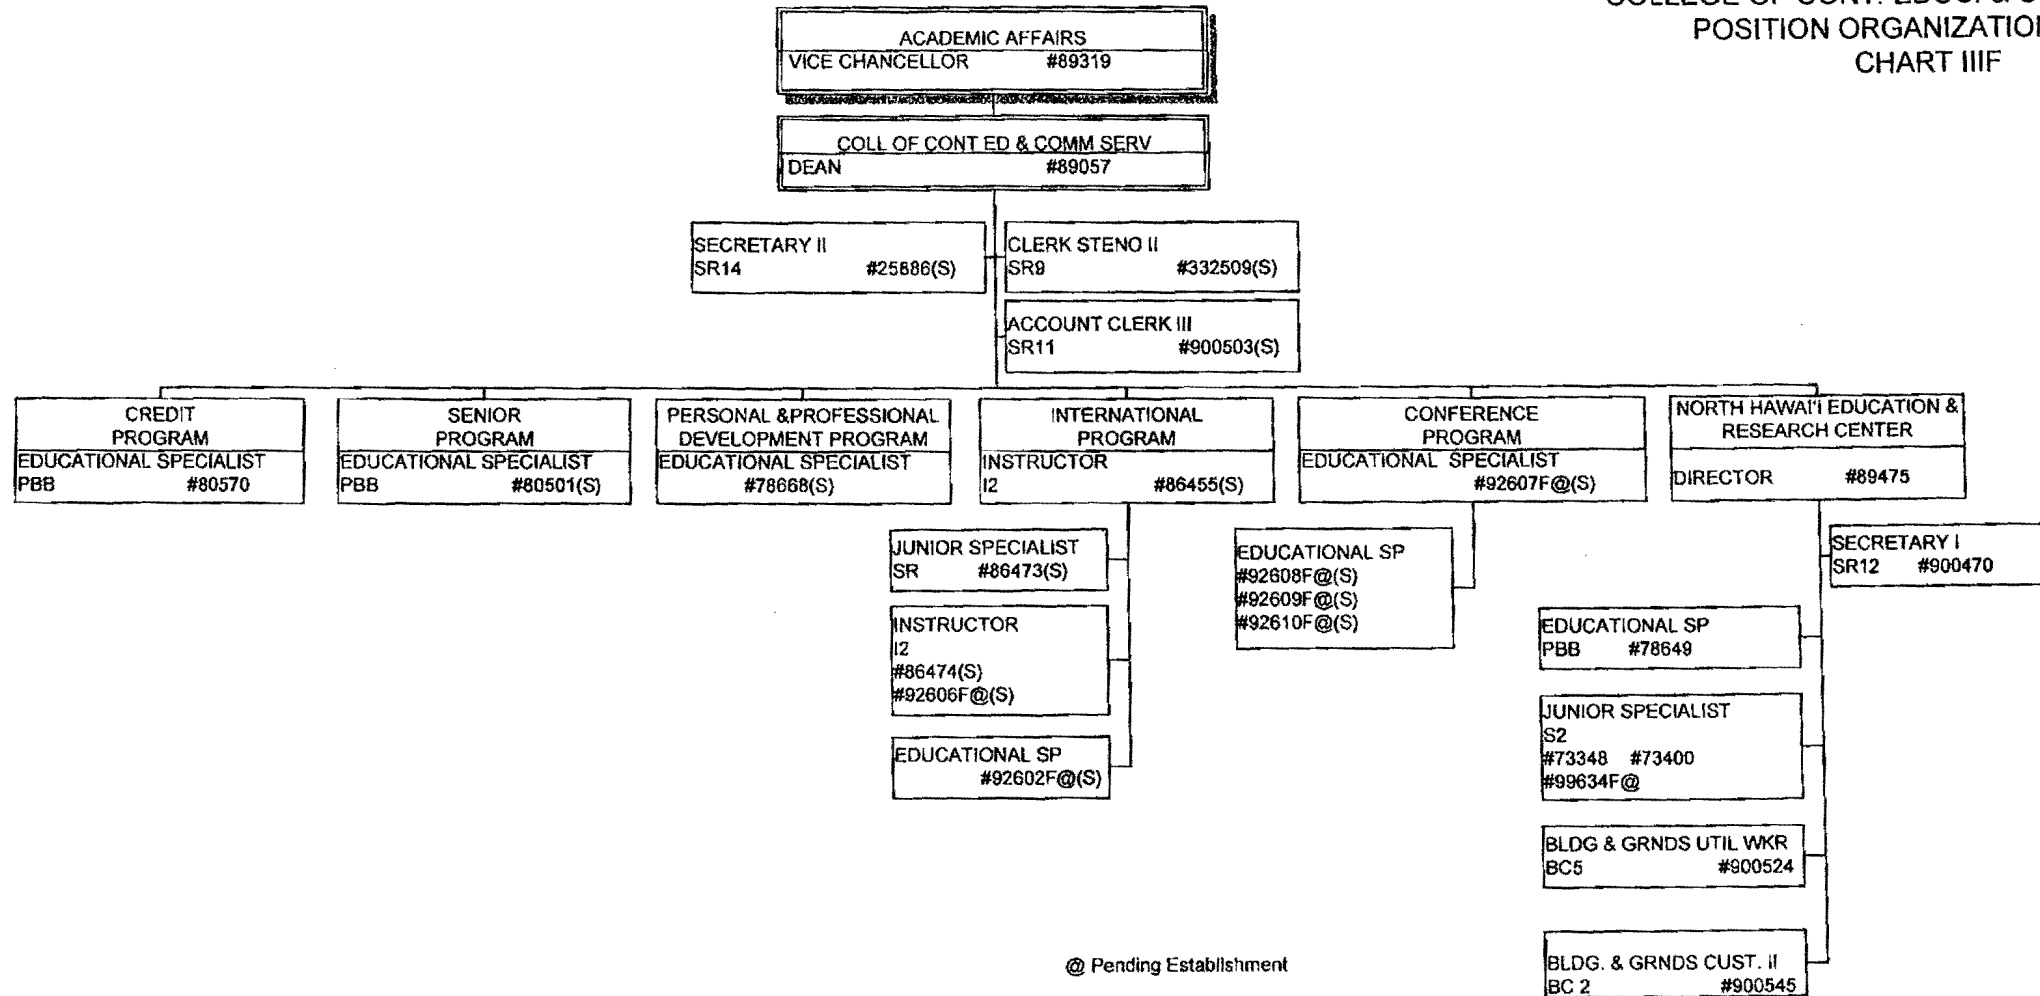 COLLEGE OF CONT. EDUC. &
POSITION ORGANIZATION
CHART IIIF
ACADEMIC AFFAIRS
VICE CHANCELLOR #89319
COLL OF CONT ED & COMM SERV
DEAN #89057
SECRETARY II
SR14 #25886(S)
CLERK STENO II
SR9 #332509(S)
ACCOUNT CLERK III
SR11 #900503(S)
CREDIT
PROGRAM
EDUCATIONAL SPECIALIST
PBB #80570
SENIOR
PROGRAM
EDUCATIONAL SPECIALIST
PBB #80501(S)
PERSONAL &PROFESSIONAL
DEVELOPMENT PROGRAM
EDUCATIONAL SPECIALIST
#78668(S)
INTERNATIONAL
PROGRAM
INSTRUCTOR
I2 #86455(S)
CONFERENCE
PROGRAM
EDUCATIONAL SPECIALIST
#92607F@(S)
NORTH HAWAI'I EDUCATION &
RESEARCH CENTER
DIRECTOR #89475
JUNIOR SPECIALIST
SR #86473(S)
INSTRUCTOR
I2
#86474(S)
#92606F@(S)
EDUCATIONAL SP
#92602F@(S)
EDUCATIONAL SP
#92608F@(S)
#92609F@(S)
#92610F@(S)
SECRETARY I
SR12 #900470
EDUCATIONAL SP
PBB #78649
JUNIOR SPECIALIST
S2
#73348 #73400
#99634F@
BLDG & GRNDS UTIL WKR
BC5 #900524
BLDG. & GRNDS CUST. II
BC 2 #900545
@ Pending Establishment